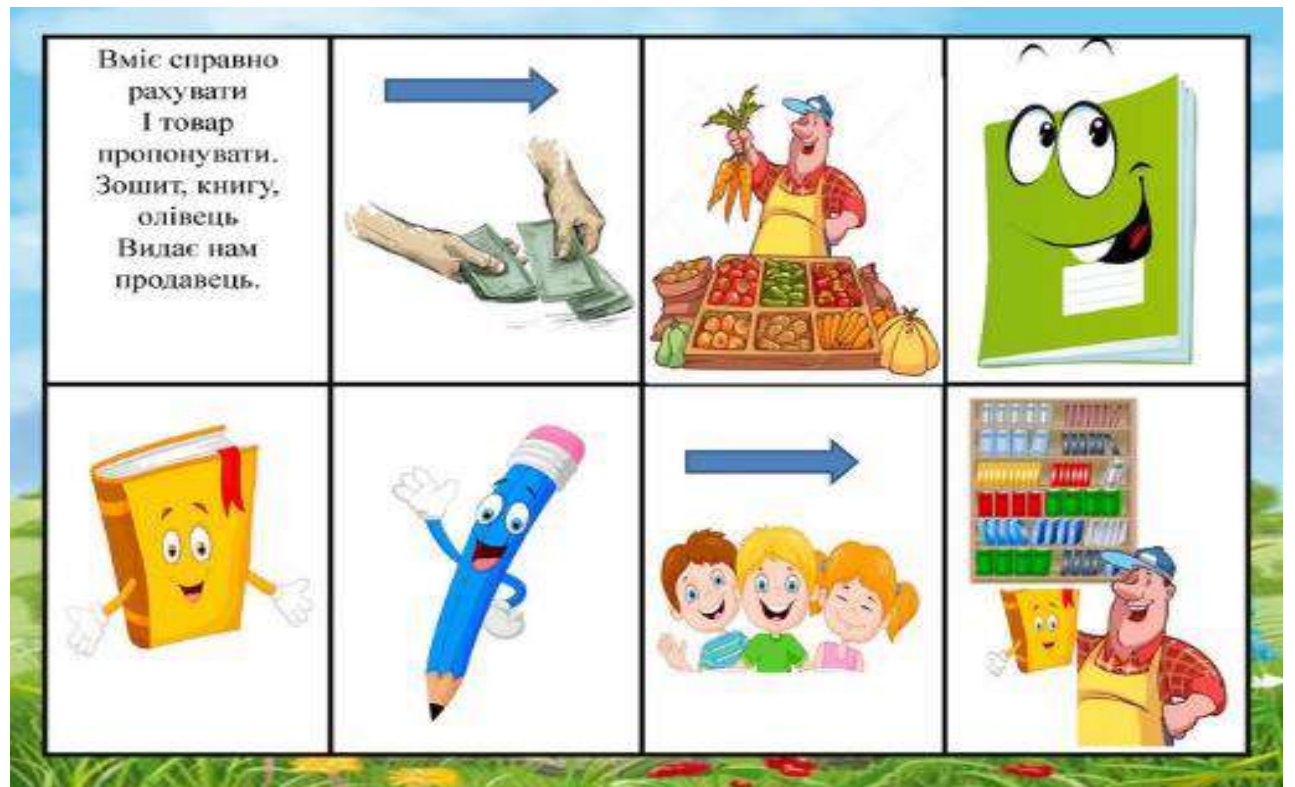 Вміє справно
рахувати
І товар
пропонувати.
Зошит, книгу,
олівець
Видає нам
продавець.